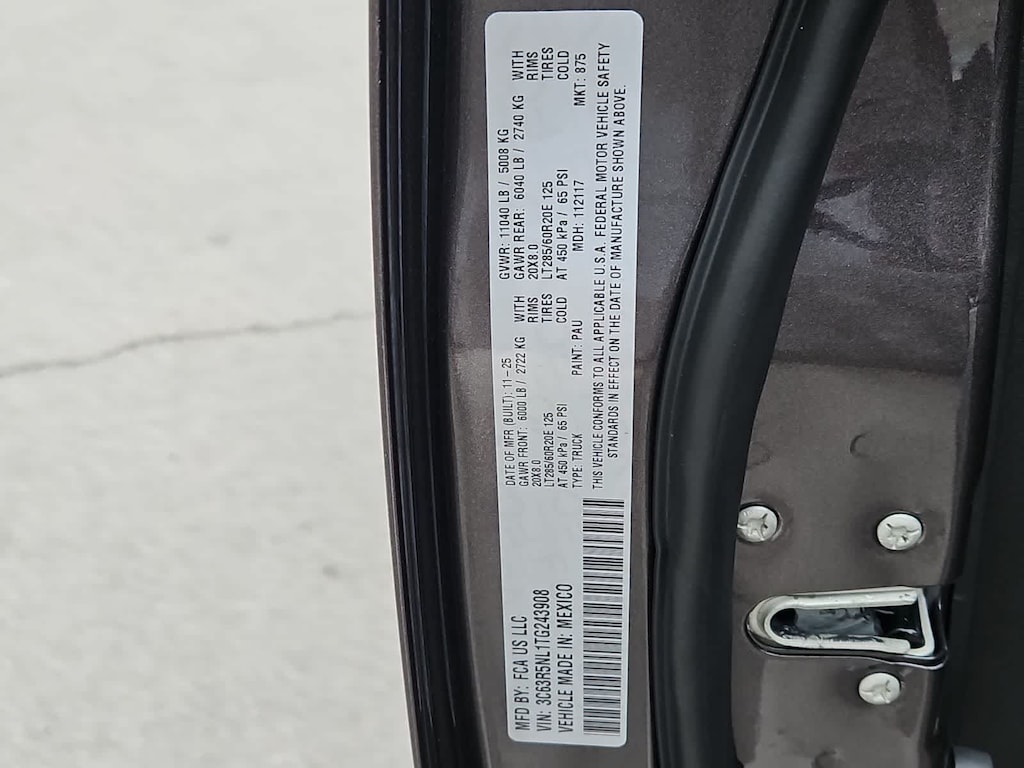 MFD BY: FCA US LLC
VIN: 3C63R5NL1TG243908
VEHICLE MADE IN: MEXICO
DATE OF MFR (BUILT): 11-25 GVWR: 11040 LB / 5008 KG
GAWR FRONT: 6000 LB / 2722 KG WITH GAWR REAR: 6040 LB / 2740 KG WITH
20X8.0 RIMS 20X8.0 RIMS
LT285/60R20E 125 TIRES LT285/60R20E 125 TIRES
AT 450 kPa / 65 PSI COLD AT 450 kPa / 65 PSI COLD
TYPE: TRUCK PAINT: PAU MDH: 112117 MKT: 875
THIS VEHICLE CONFORMS TO ALL APPLICABLE U.S.A. FEDERAL MOTOR VEHICLE SAFETY
STANDARDS IN EFFECT ON THE DATE OF MANUFACTURE SHOWN ABOVE.